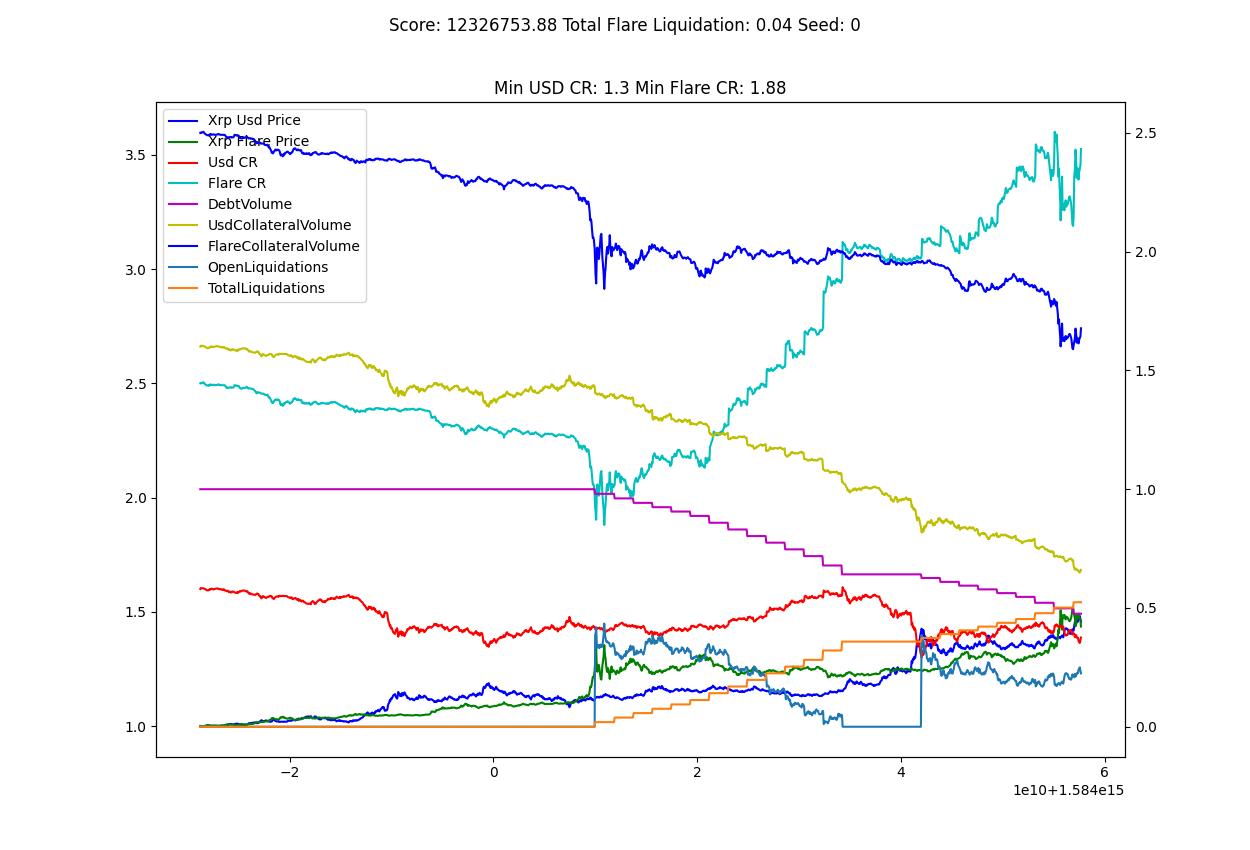 Score: 12326753.88 Total Flare Liquidation: 0.04 Seed: 0
Min USD CR: 1.3 Min Flare CR: 1.88
Xrp Usd Price
Xrp Flare Price
Usd CR
Flare CR
DebtVolume
UsdCollateralVolume
FlareCollateralVolume
OpenLiquidations
TotalLiquidations
3.5
3.0
2.5
2.0
1.5
1.0
2.5
2.0
1.5
1.0
0.5
0.0
−2 0 2 4 6
1e10+1.584e15